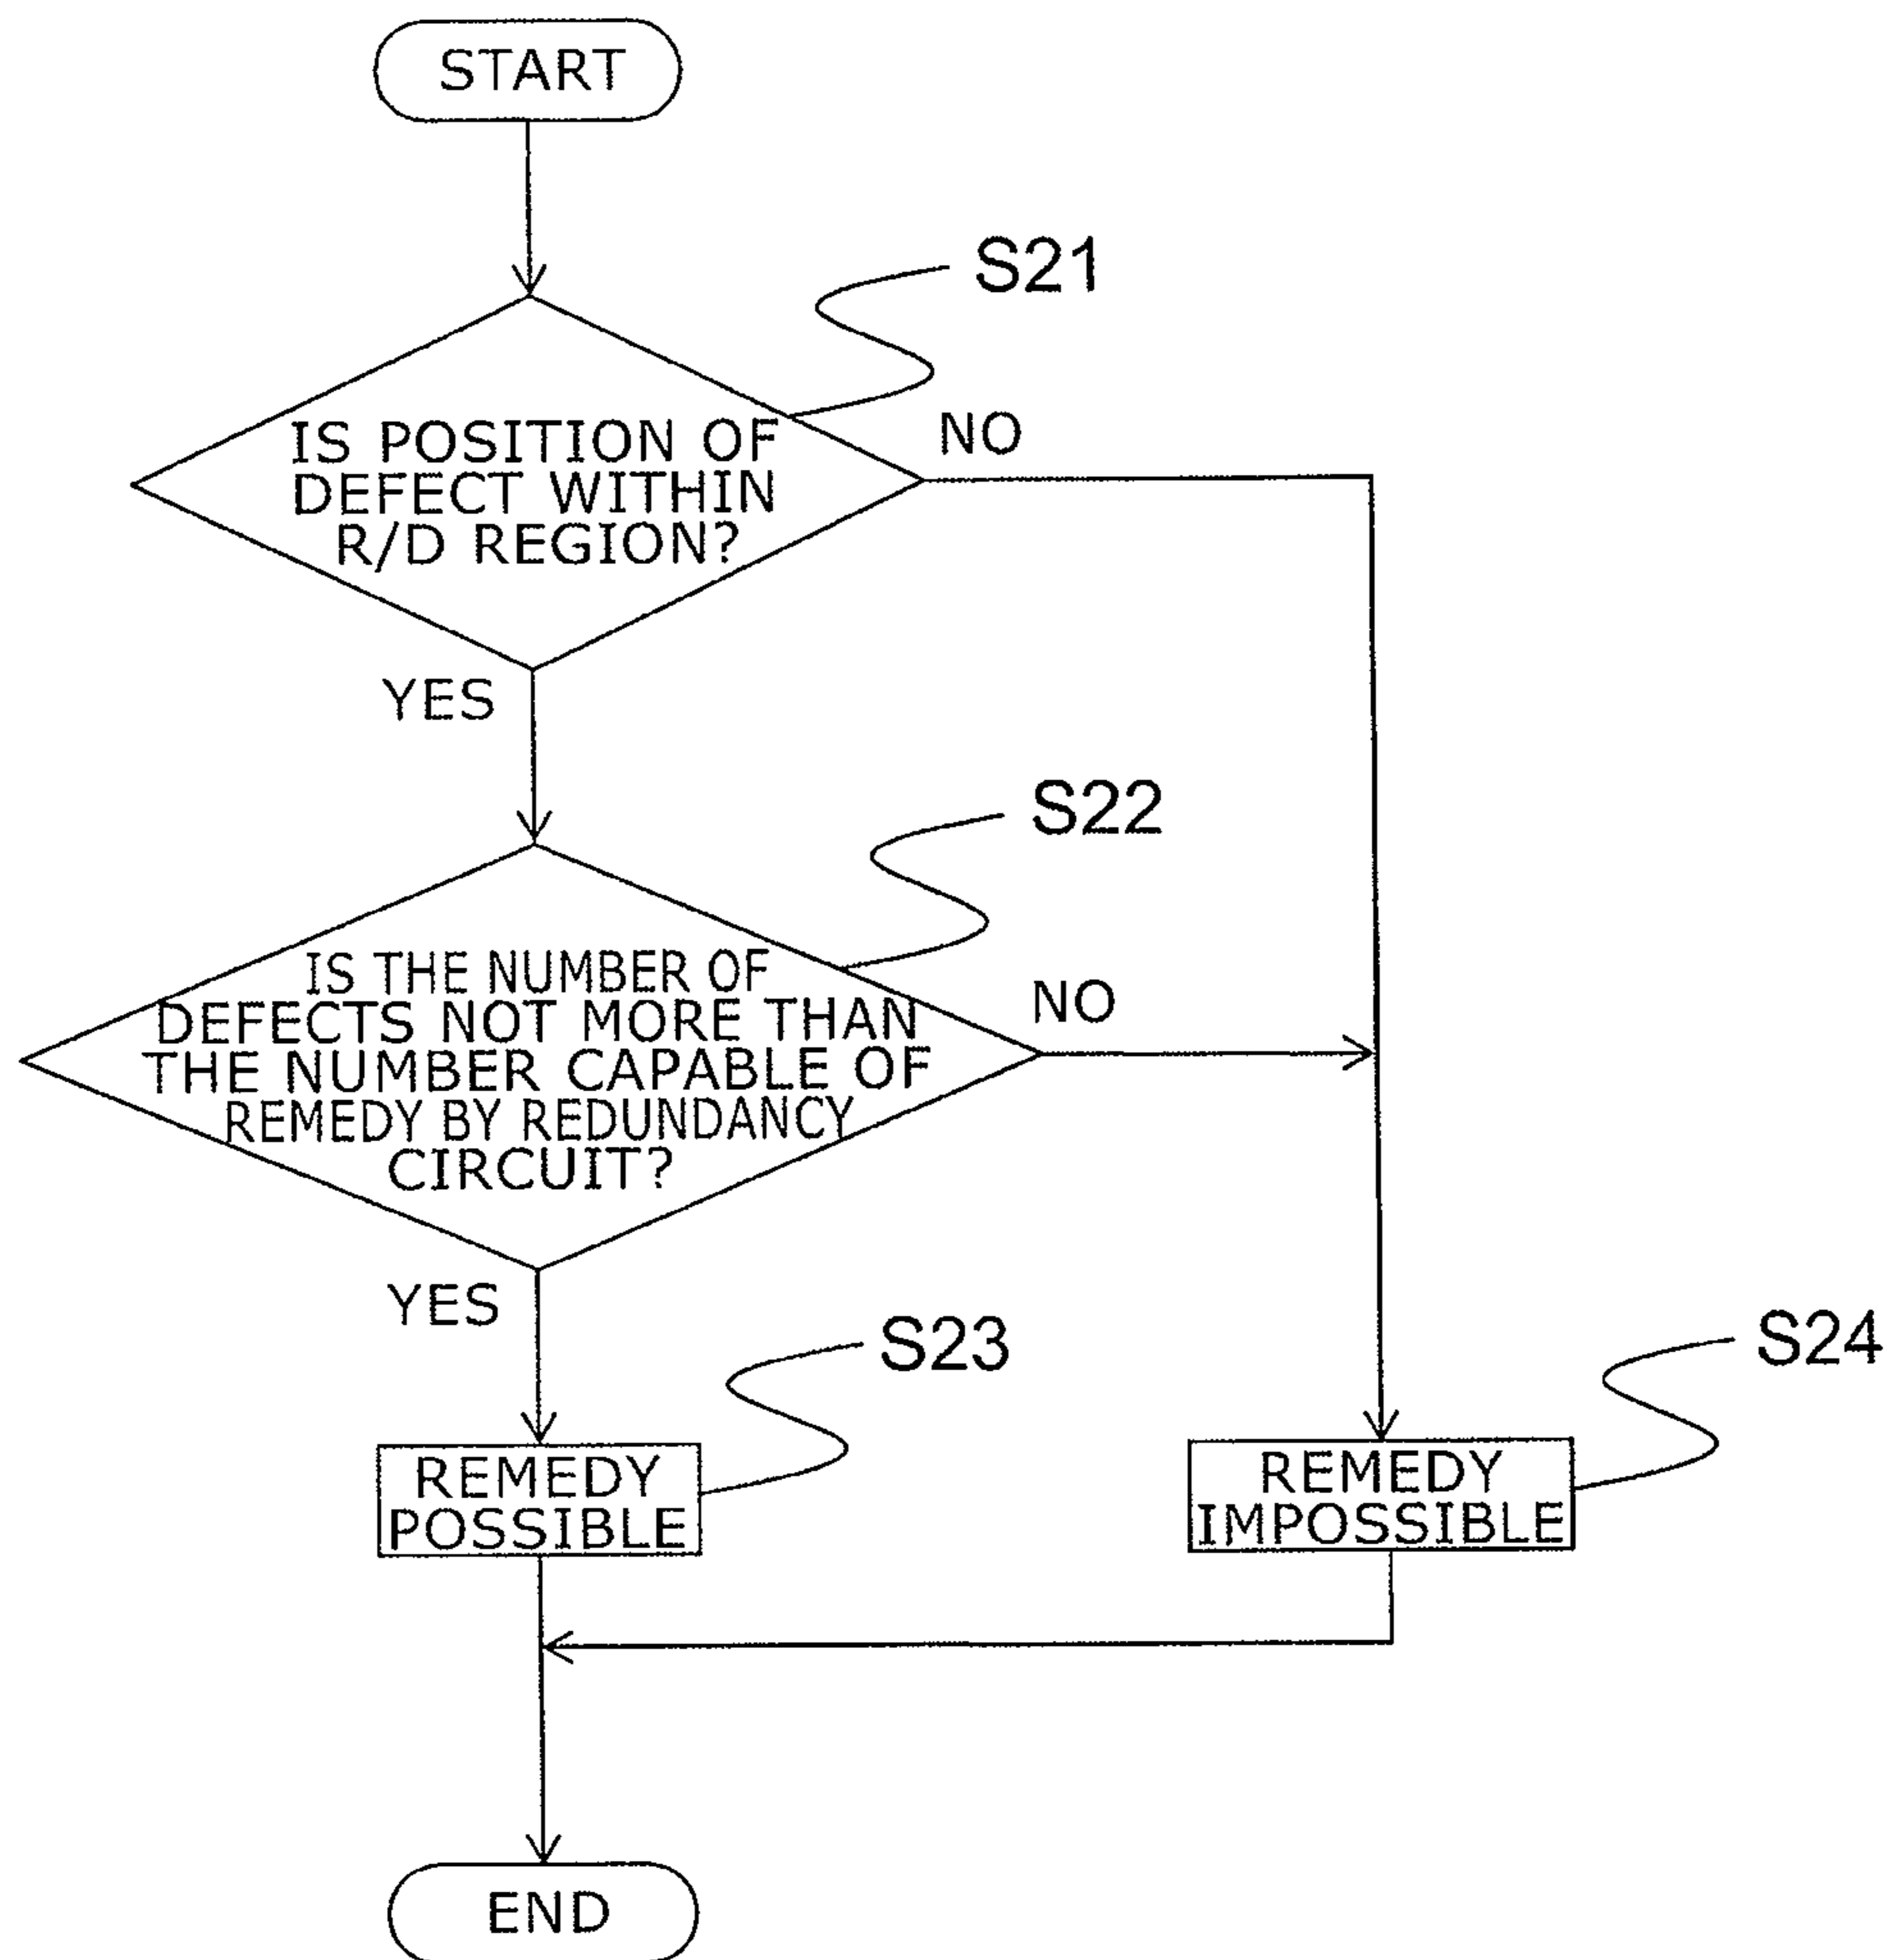 START
S21
IS POSITION OF
DEFECT WITHIN
R/D REGION?
NO
YES
S22
IS THE NUMBER OF
DEFECTS NOT MORE THAN
THE NUMBER CAPABLE OF
REMEDY BY REDUNDANCY
CIRCUIT?
NO
YES
S23
REMEDY
POSSIBLE
S24
REMEDY
IMPOSSIBLE
END